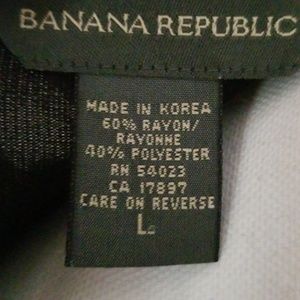 BANANA REPUBLIC
MADE IN KOREA
60% RAYON/
RAYONNE
40% POLYESTER
RN 54023
CA 17897
CARE ON REVERSE
L